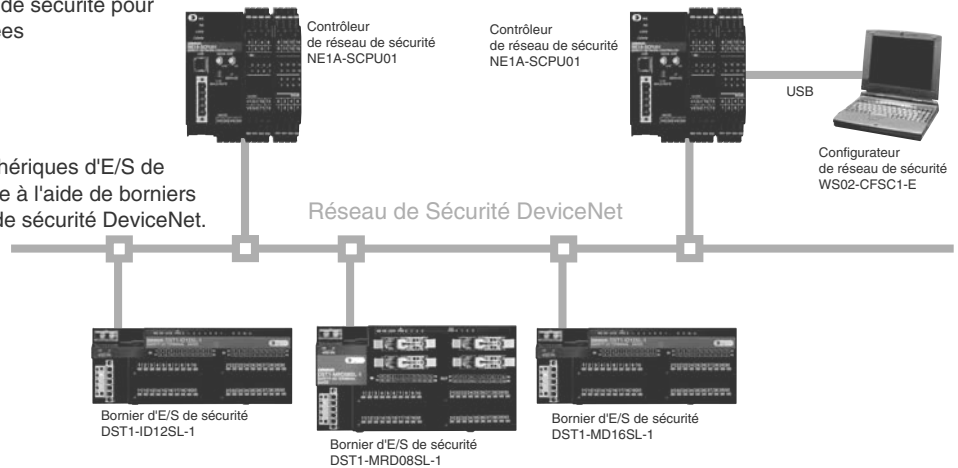 de sécurité pour
ées
Contrôleur
de réseau de sécurité
NE1A-SCPU01
Contrôleur
de réseau de sécurité
NE1A-SCPU01
USB
Configurateur
de réseau de sécurité
WS02-CFSC1-E
hériques d'E/S de
e à l'aide de borniers
de sécurité DeviceNet.
Réseau de Sécurité DeviceNet
Bornier d'E/S de sécurité
DST1-ID12SL-1
Bornier d'E/S de sécurité
DST1-MRD08SL-1
Bornier d'E/S de sécurité
DST1-MD16SL-1